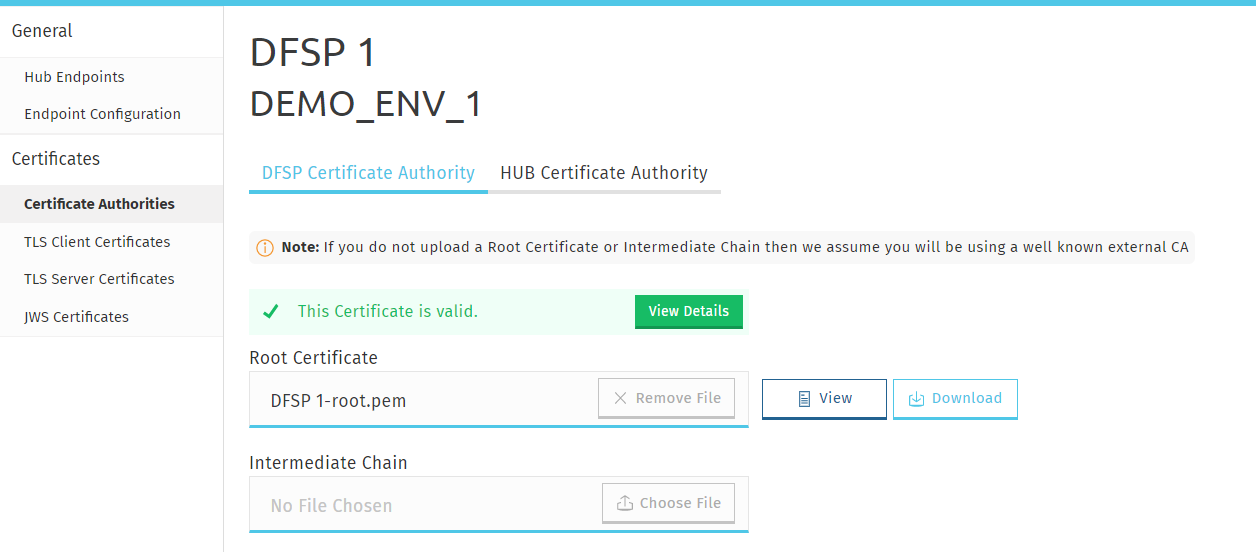 General
Hub Endpoints
Endpoint Configuration
Certificates
Certificate Authorities
TLS Client Certificates
TLS Server Certificates
JWS Certificates
DFSP 1
DEMO_ENV_1
DFSP Certificate Authority
HUB Certificate Authority
Note: If you do not upload a Root Certificate or Intermediate Chain then we assume you will be using a well known external CA
This Certificate is valid.
View Details
Root Certificate
DFSP 1-root.pem
Remove File
View
Download
Intermediate Chain
No File Chosen
Choose File